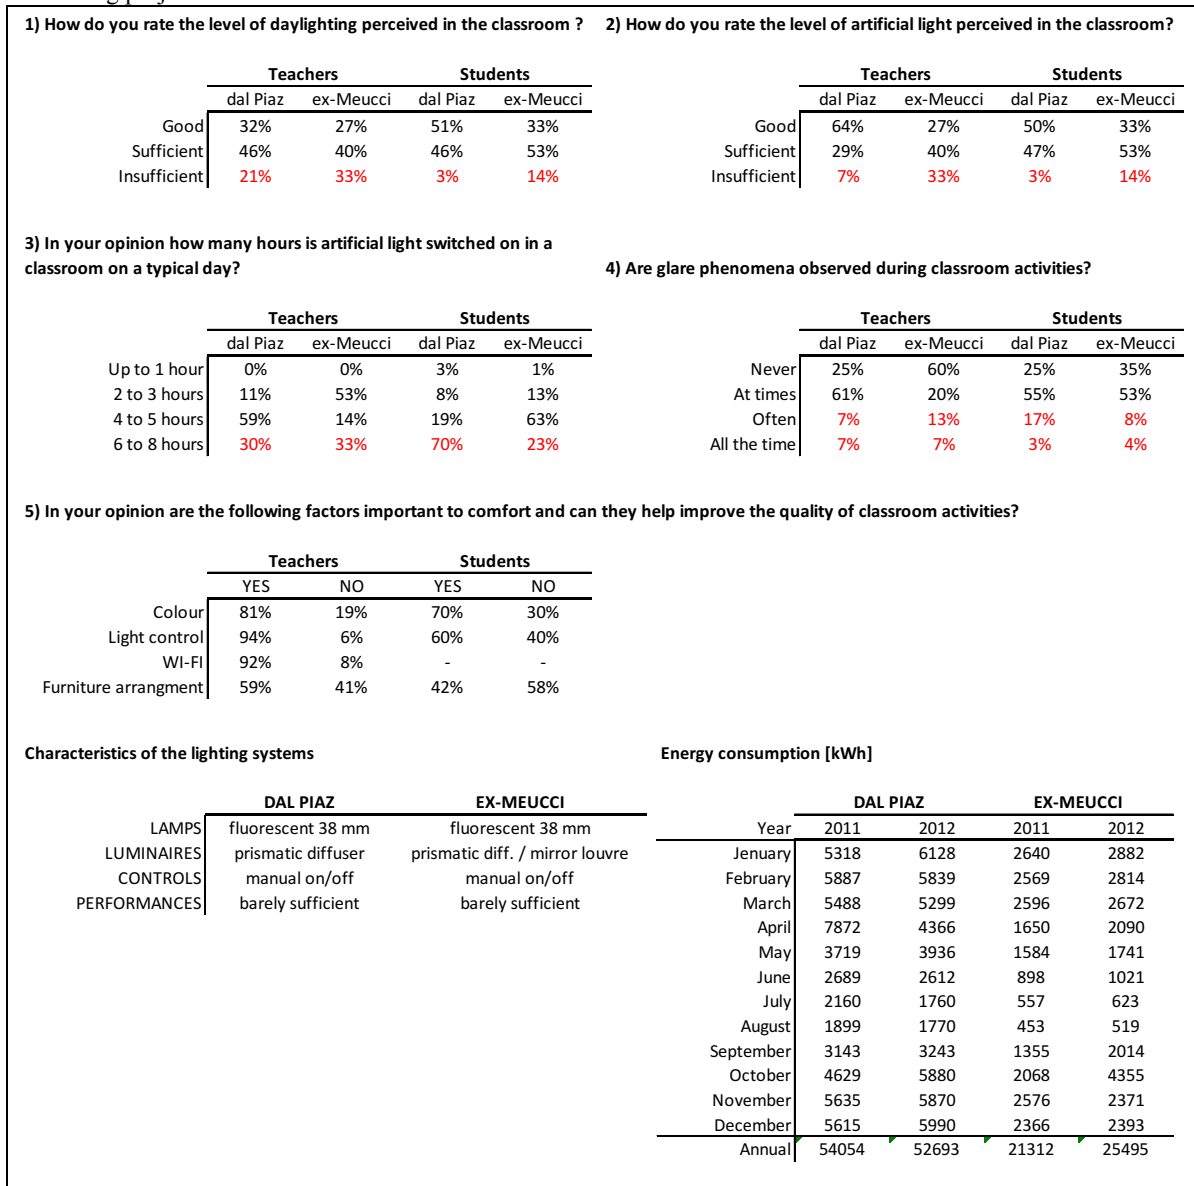 1) How do you rate the level of daylighting perceived in the classroom ?
Teachers Students
dal Piaz ex-Meucci dal Piaz ex-Meucci
Good 32% 27% 51% 33%
Sufficient 46% 40% 46% 53%
Insufficient 21% 33% 3% 14%
2) How do you rate the level of artificial light perceived in the classroom?
Teachers Students
dal Piaz ex-Meucci dal Piaz ex-Meucci
Good 64% 27% 50% 33%
Sufficient 29% 40% 47% 53%
Insufficient 7% 33% 3% 14%
3) In your opinion how many hours is artificial light switched on in a
classroom on a typical day?
Teachers Students
dal Piaz ex-Meucci dal Piaz ex-Meucci
Up to 1 hour 0% 0% 3% 1%
2 to 3 hours 11% 53% 8% 13%
4 to 5 hours 59% 14% 19% 63%
6 to 8 hours 30% 33% 70% 23%
4) Are glare phenomena observed during classroom activities?
Teachers Students
dal Piaz ex-Meucci dal Piaz ex-Meucci
Never 25% 60% 25% 35%
At times 61% 20% 55% 53%
Often 7% 13% 17% 8%
All the time 7% 7% 3% 4%
5) In your opinion are the following factors important to comfort and can they help improve the quality of classroom activities?
Teachers Students
YES NO YES NO
Colour 81% 19% 70% 30%
Light control 94% 6% 60% 40%
WI-FI 92% 8% - -
Furniture arrangment 59% 41% 42% 58%
Characteristics of the lighting systems
DAL PIAZ EX-MEUCCI
LAMPS fluorescent 38 mm fluorescent 38 mm
LUMINAIRES prismatic diffuser prismatic diff. / mirror louvre
CONTROLS manual on/off manual on/off
PERFORMANCES barely sufficient barely sufficient
Energy consumption [kWh]
DAL PIAZ EX-MEUCCI
Year 2011 2012 2011 2012
Jenuary 5318 6128 2640 2882
February 5887 5839 2569 2814
March 5488 5299 2596 2672
April 7872 4366 1650 2090
May 3719 3936 1584 1741
June 2689 2612 898 1021
July 2160 1760 557 623
August 1899 1770 453 519
September 3143 3243 1355 2014
October 4629 5880 2068 4355
November 5635 5870 2576 2371
December 5615 5990 2366 2393
Annual 54054 52693 21312 25495